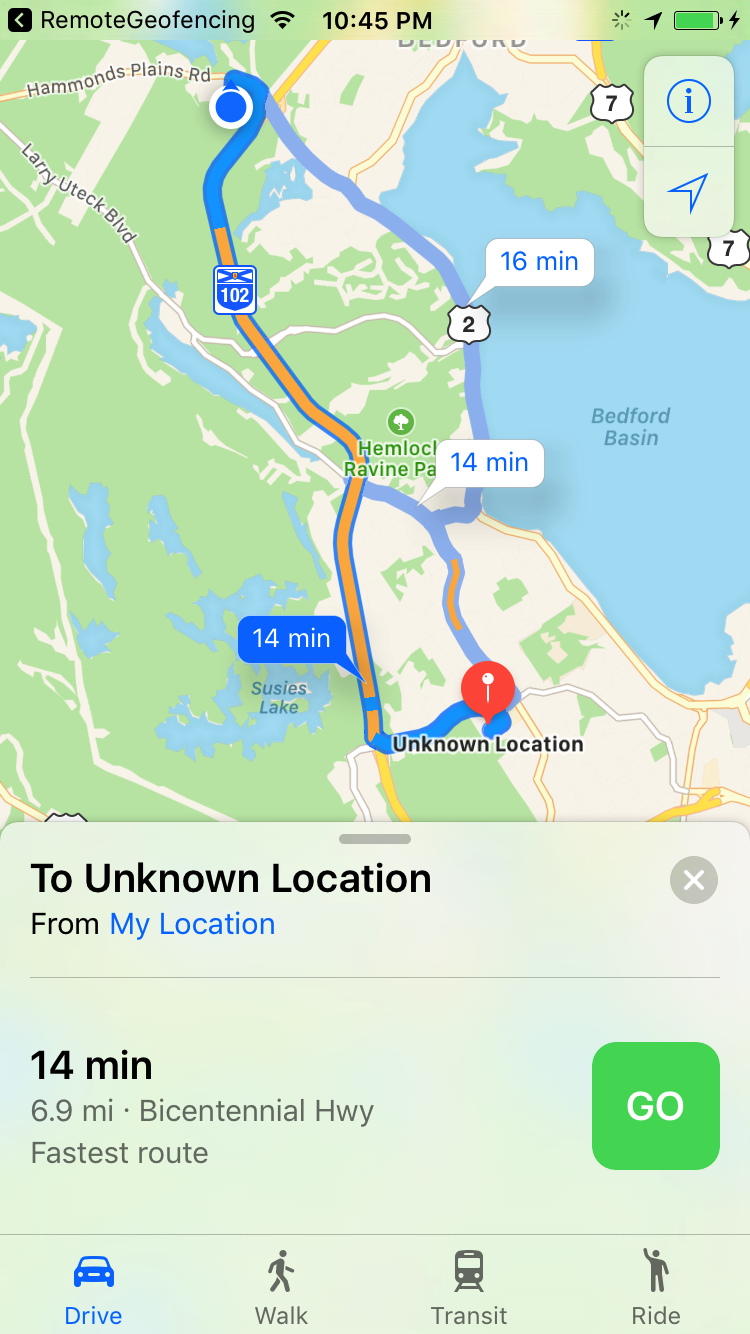 RemoteGeofencing 10:45 PM
BEDFORD
Hammonds Plains Rd
7
Larry Uteck Blvd
7
16 min
102
2
Bedford
Basin
Hemlock
Ravine Pa
14 min
14 min
Susies
Lake
Unknown Location
To Unknown Location
From My Location
14 min
6.9 mi · Bicentennial Hwy
Fastest route
GO
Drive Walk Transit Ride